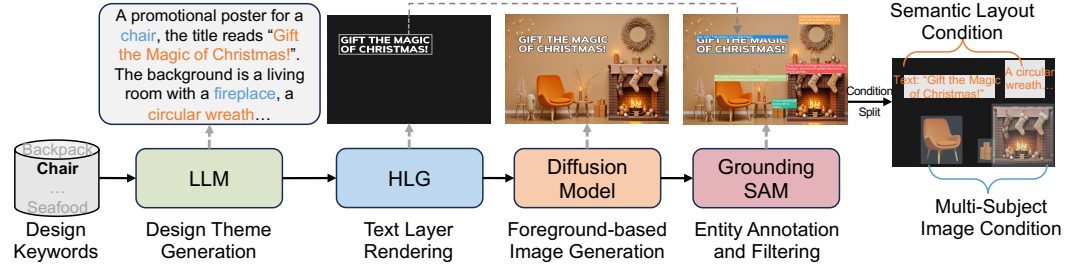 A promotional poster for a
chair, the title reads “Gift
the Magic of Christmas!”.
The background is a living
room with a fireplace, a
circular wreath…
GIFT THE MAGIC
OF CHRISTMAS!
GIFT THE MAGIC
OF CHRISTMAS!
GIFT THE MAGIC
OF CHRISTMAS!
Semantic Layout
Condition
Text: “Gift the Magic
of Christmas!”
A circular
wreath…
Condition
Split
Backpack
Chair
…
Seafood
LLM
HLG
Diffusion
Model
Grounding
SAM
Design
Keywords
Design Theme
Generation
Text Layer
Rendering
Foreground-based
Image Generation
Entity Annotation
and Filtering
Multi-Subject
Image Condition